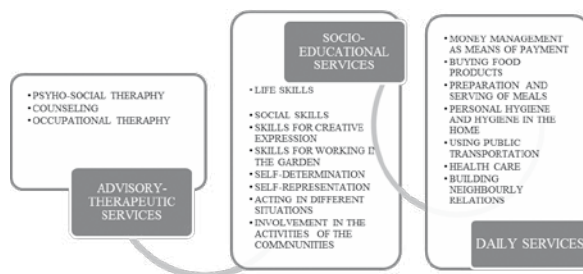 • PSYHO-SOCIAL THERAPHY
• COUNSELING
• OCCUPATIONAL THERAPHY
ADVISORY-
THERAPEUTIC
SERVICES
SOCIO-
EDUCATIONAL
SERVICES
• LIFE SKILLS
• SOCIAL SKILLS
• SKILLS FOR CREATIVE
EXPRESSION
• SKILLS FOR WORKING IN
THE GARDEN
• SELF-DETERMINATION
• SELF-REPRESENTATION
• ACTING IN DIFFERENT
SITUATIONS
• INVOLVEMENT IN THE
ACTIVITIES OF THE
COMMNUNITIES
• MONEY MANAGEMENT
AS MEANS OF PAYMENT
• BUYING FOOD
PRODUCTS
• PREPARATION AND
SERVING OF MEALS
• PERSONAL HYGIENE
AND HYGIENE IN THE
HOME
• USING PUBLIC
TRANSPORTATION
• HEALTH CARE
• BUILDING
NEIGHBOURLY
RELATIONS
DAILY SERVICES